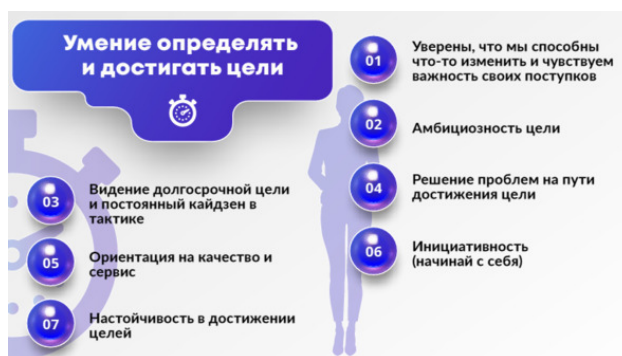 Умение определять
и достигать цели
01
Уверены, что мы способны
что-то изменить и чувствуем
важность своих поступков
02
Амбициозность цели
03
Видение долгосрочной цели
и постоянный кайдзен в
тактике
04
Решение проблем на пути
достижения цели
05
Ориентация на качество и
сервис
06
Инициативность
(начинай с себя)
07
Настойчивость в достижении
целей